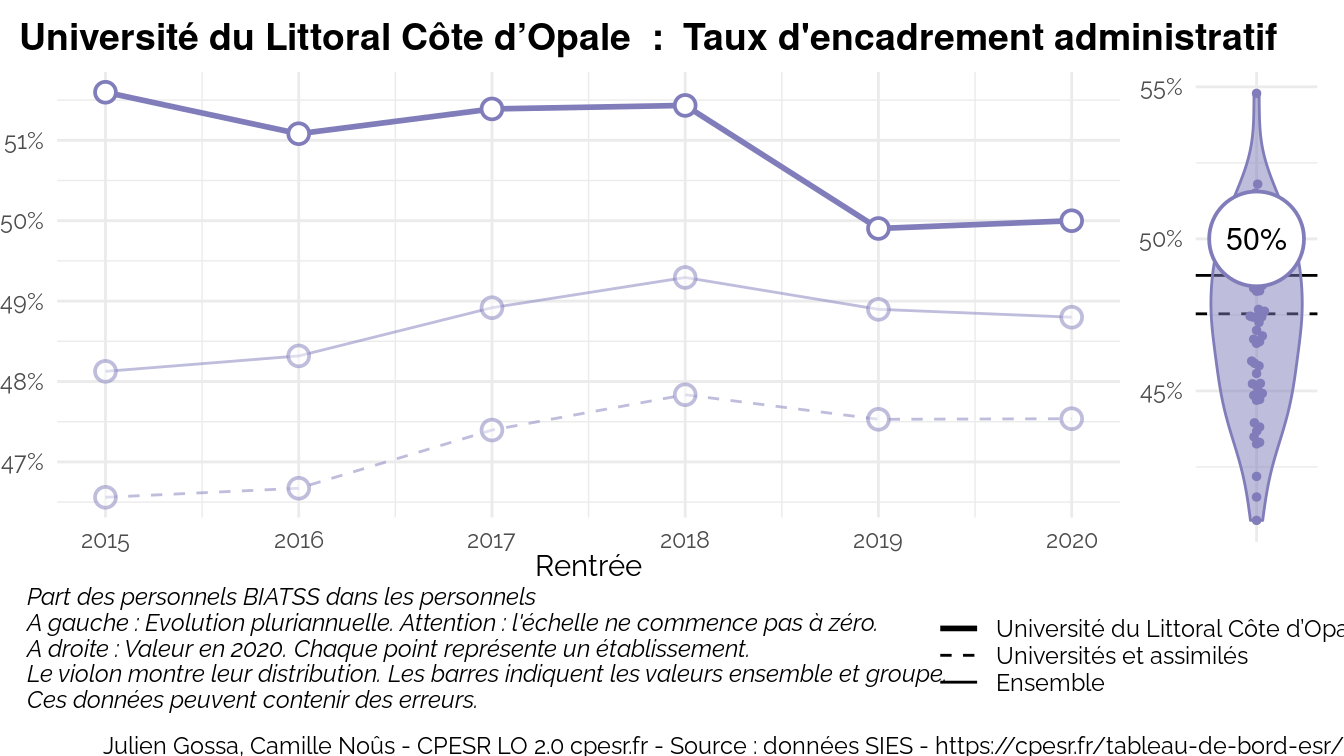 Université du Littoral Côte d’Opale : Taux d'encadrement administratif
51%
50%
49%
48%
47%
2015 2016 2017 2018 2019 2020
Rentrée
55%
50%
45%
50%
Part des personnels BIATSS dans les personnels
A gauche : Evolution pluriannuelle. Attention : l'échelle ne commence pas à zéro.
A droite : Valeur en 2020. Chaque point représente un établissement.
Le violon montre leur distribution. Les barres indiquent les valeurs ensemble et groupe.
Ces données peuvent contenir des erreurs.
Université du Littoral Côte d’Opa
Universités et assimilés
Ensemble
Julien Gossa, Camille Noûs - CPESR LO 2.0 cpesr.fr - Source : données SIES - https://cpesr.fr/tableau-de-bord-esr/